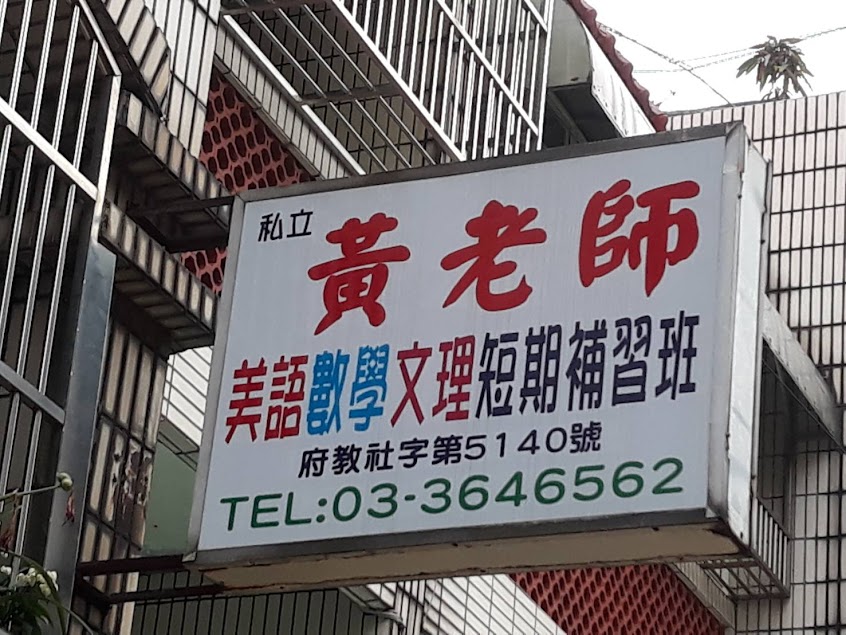 私立
黃老師
美語數學文理短期補習班
府教社字第5140號
TEL:03-3646562